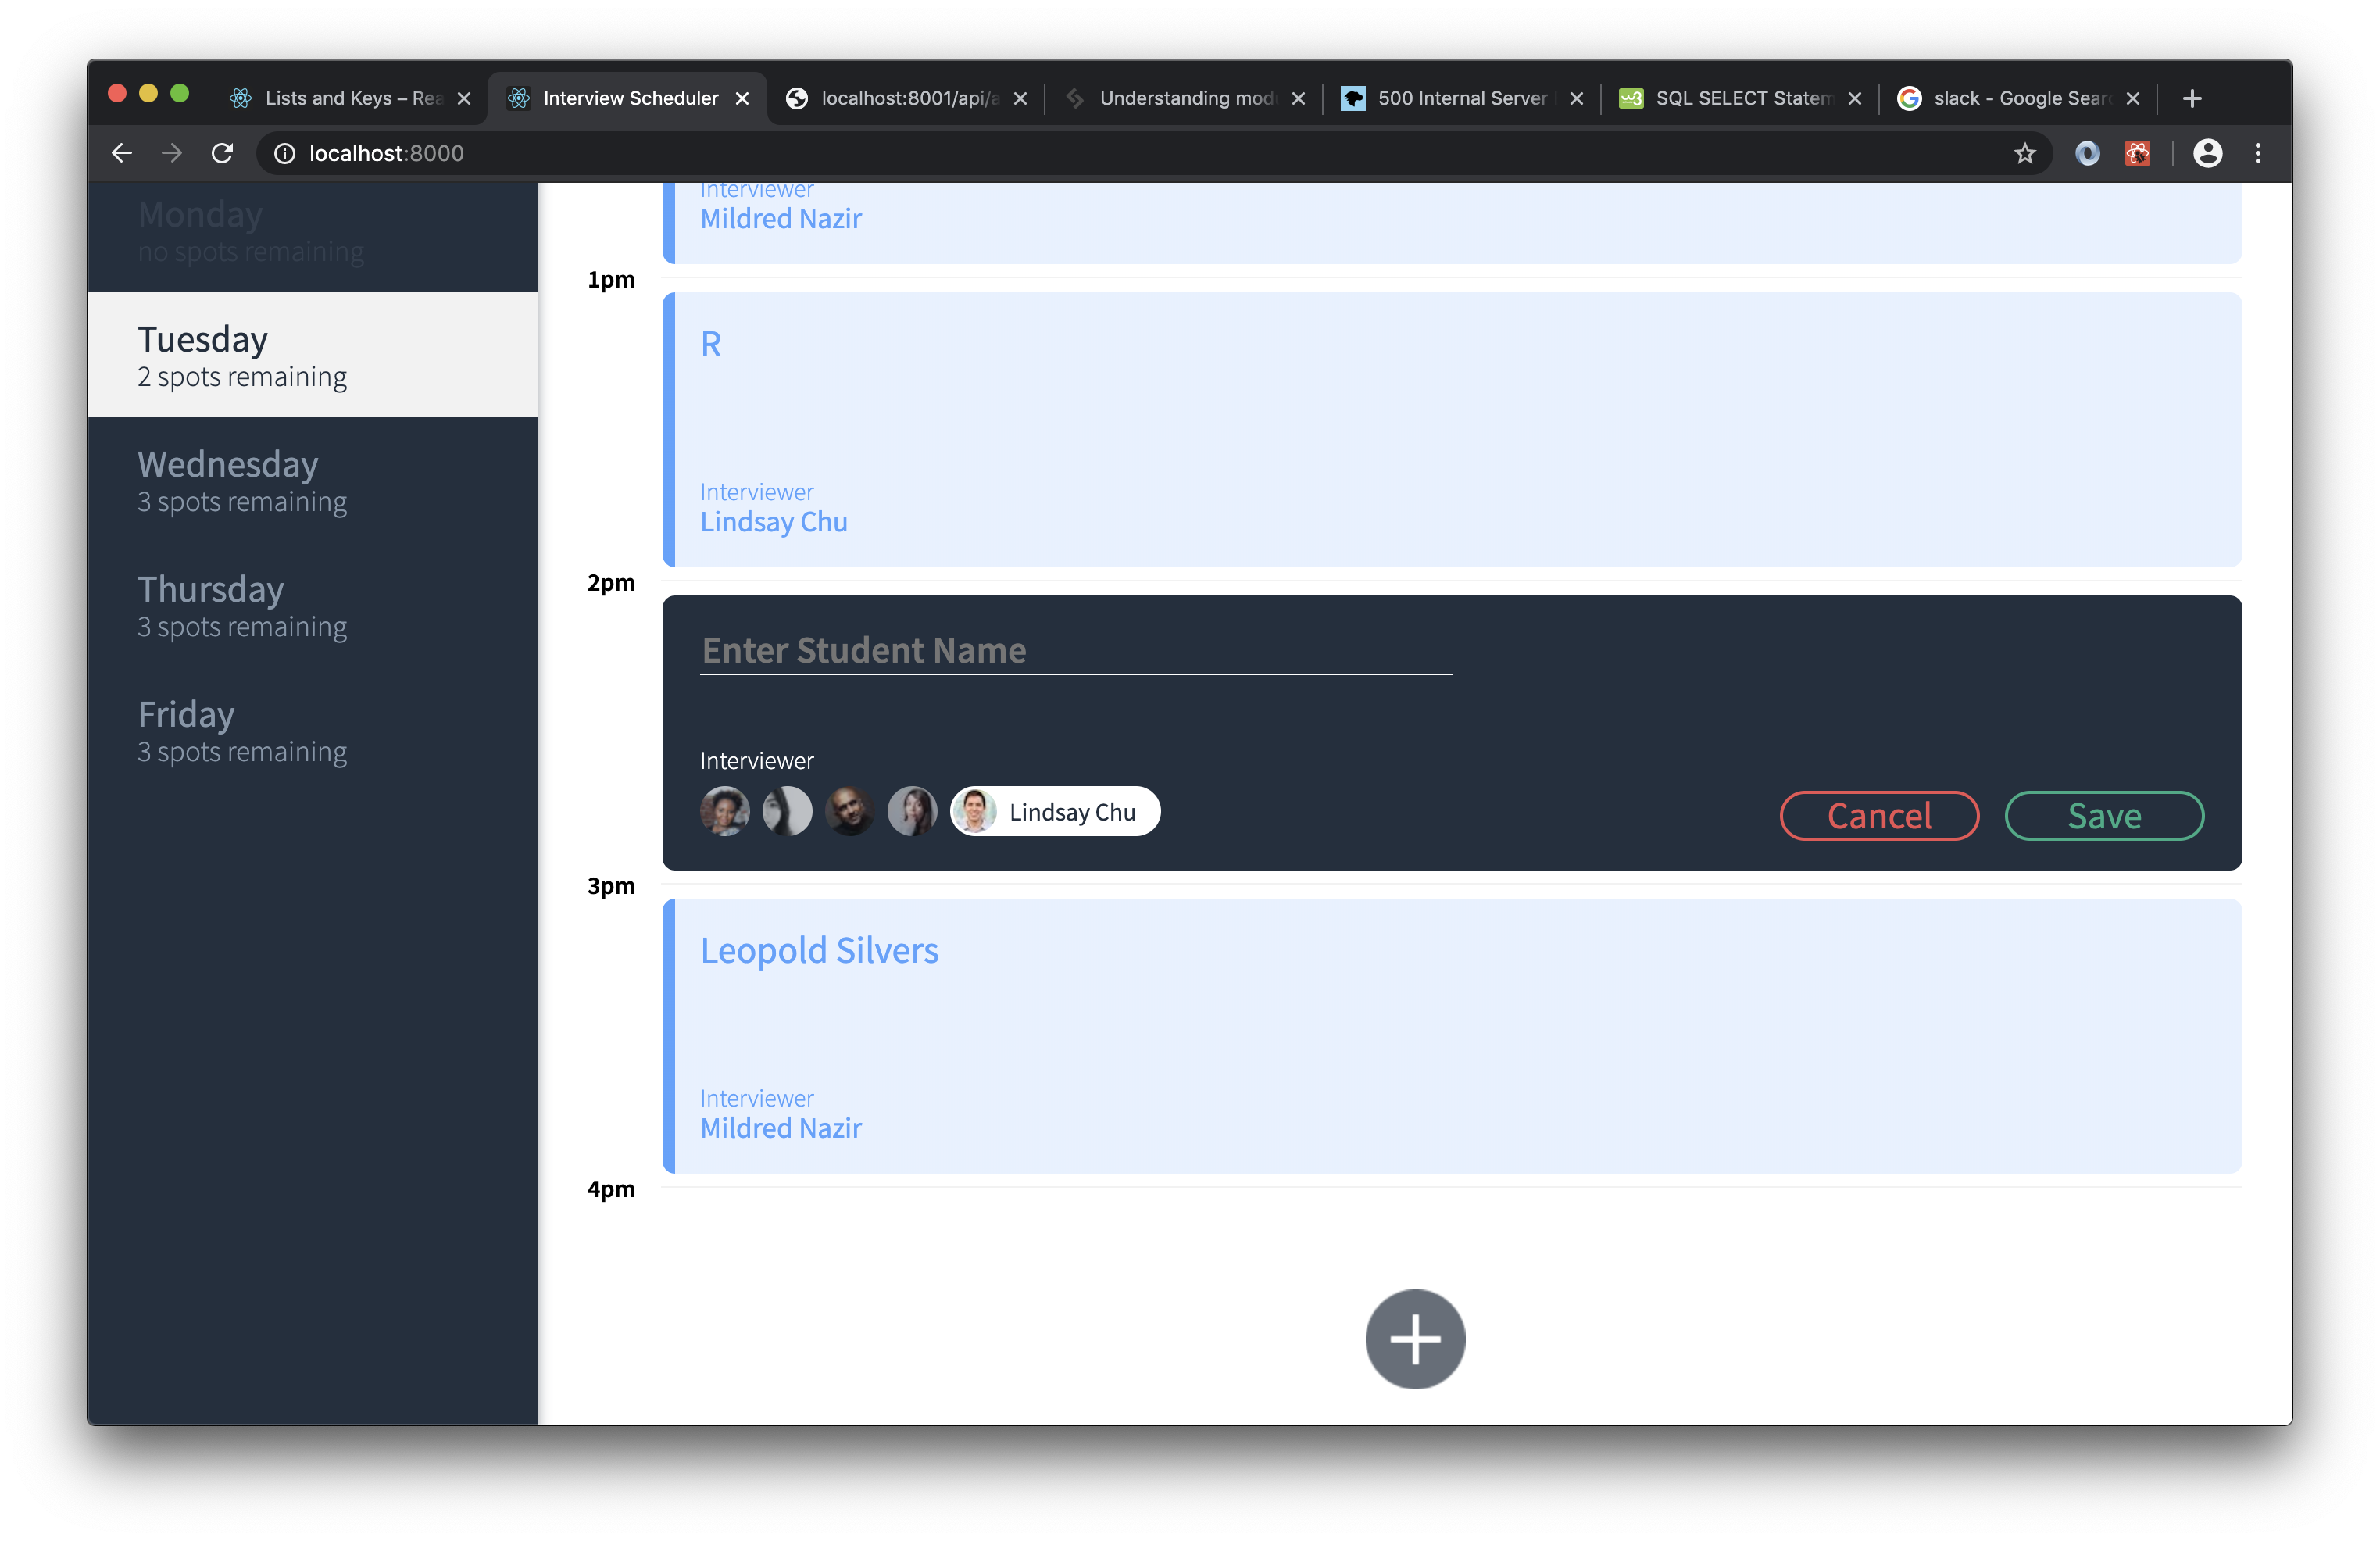 Lists and Keys – Rea
Interview Scheduler
localhost:8001/api/a
Understanding mod
500 Internal Server
SQL SELECT Statem
slack - Google Sear
localhost:8000
Monday
no spots remaining
Tuesday
2 spots remaining
Wednesday
3 spots remaining
Thursday
3 spots remaining
Friday
3 spots remaining
Interviewer
Mildred Nazir
1pm
R
Interviewer
Lindsay Chu
2pm
Enter Student Name
Interviewer
Lindsay Chu
Cancel
Save
3pm
Leopold Silvers
Interviewer
Mildred Nazir
4pm